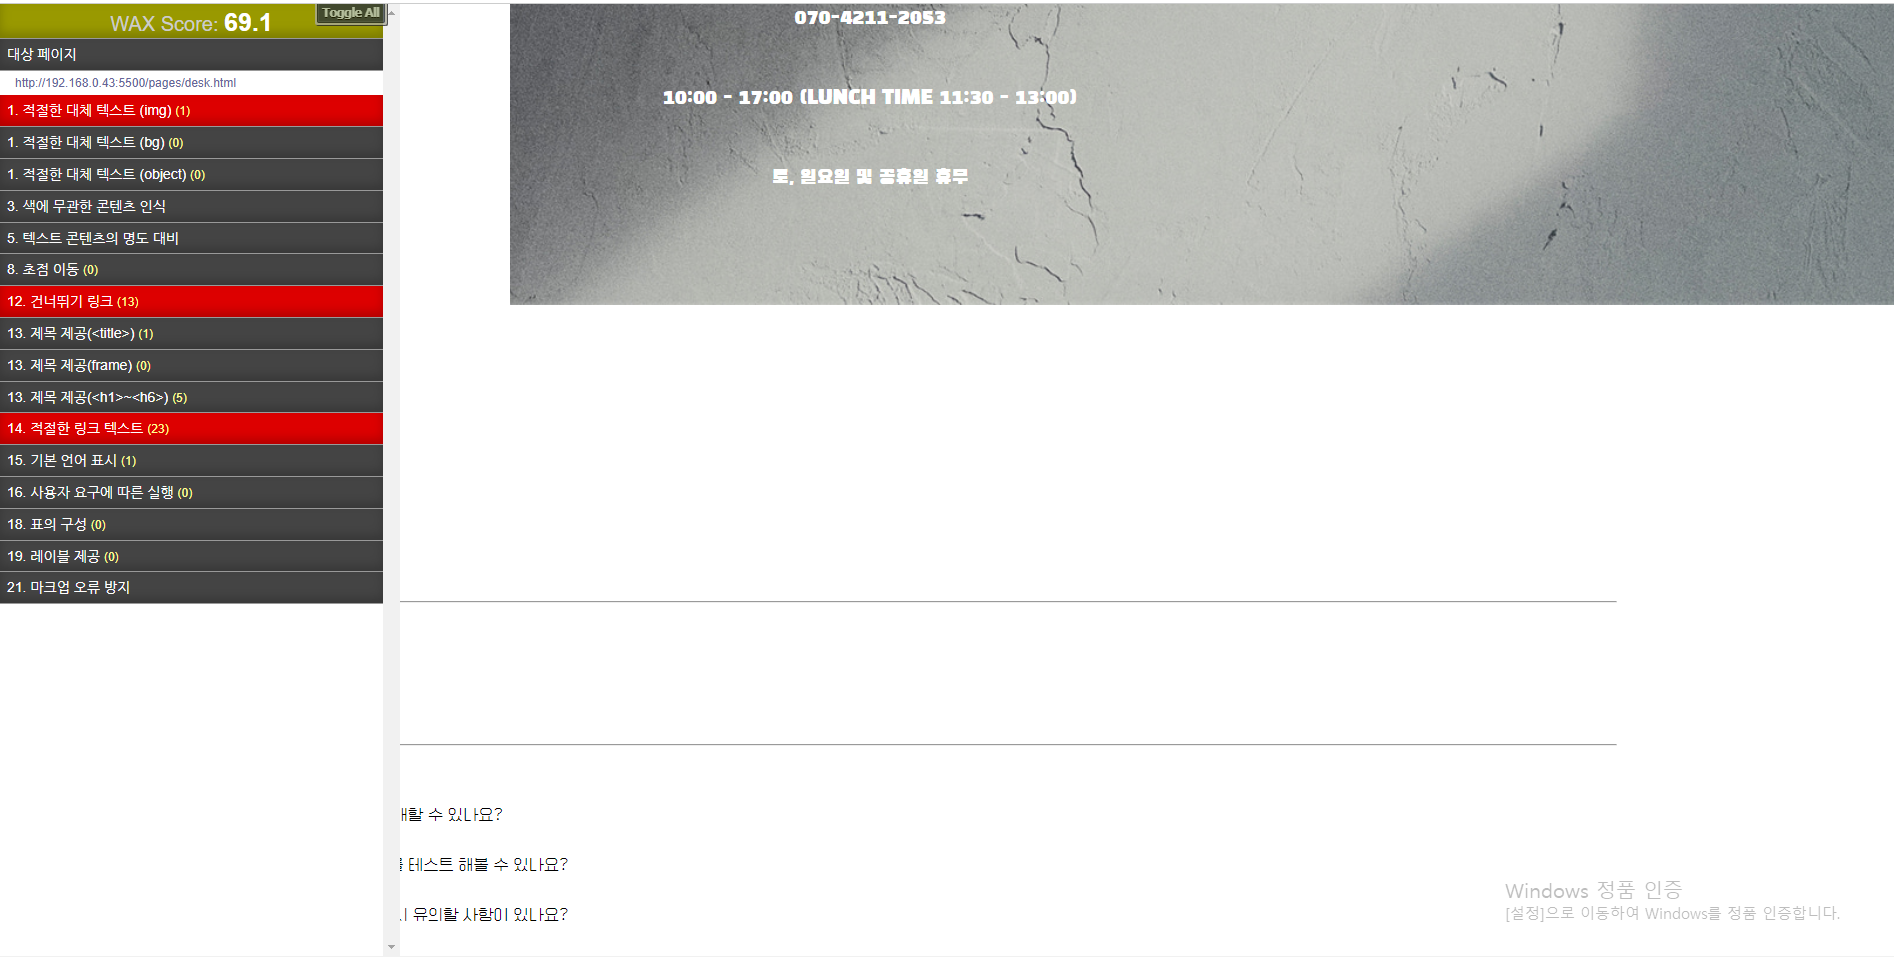 WAX Score: 69.1
Toggle All
대상 페이지
http://192.168.0.43:5500/pages/desk.html
1. 적절한 대체 텍스트 (img) (1)
1. 적절한 대체 텍스트 (bg) (0)
1. 적절한 대체 텍스트 (object) (0)
3. 색에 무관한 콘텐츠 인식
5. 텍스트 콘텐츠의 명도 대비
8. 초점 이동 (0)
12. 건너뛰기 링크 (13)
13. 제목 제공(<title>) (1)
13. 제목 제공(frame) (0)
13. 제목 제공(<h1>~<h6>) (5)
14. 적절한 링크 텍스트 (23)
15. 기본 언어 표시 (1)
16. 사용자 요구에 따른 실행 (0)
18. 표의 구성 (0)
19. 레이블 제공 (0)
21. 마크업 오류 방지
070-4211-2053
10:00 - 17:00 (LUNCH TIME 11:30 - 13:00)
토, 일요일 및 공휴일 휴무
수 있나요?
테스트 해볼 수 있나요?
유의할 사항이 있나요?
Windows 정품 인증
[설정]으로 이동하여 Windows를 정품 인증합니다.